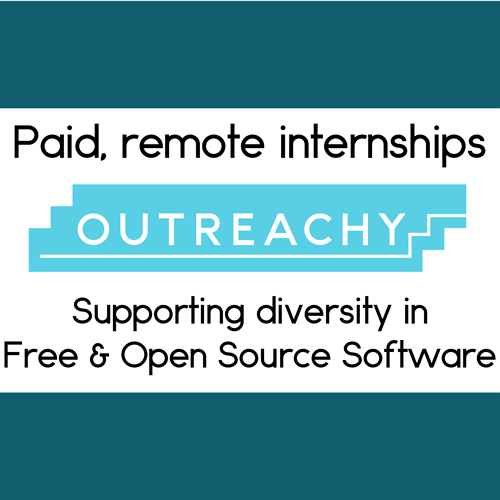 Paid, remote internships
OUTREACHY
Supporting diversity in
Free & Open Source Software